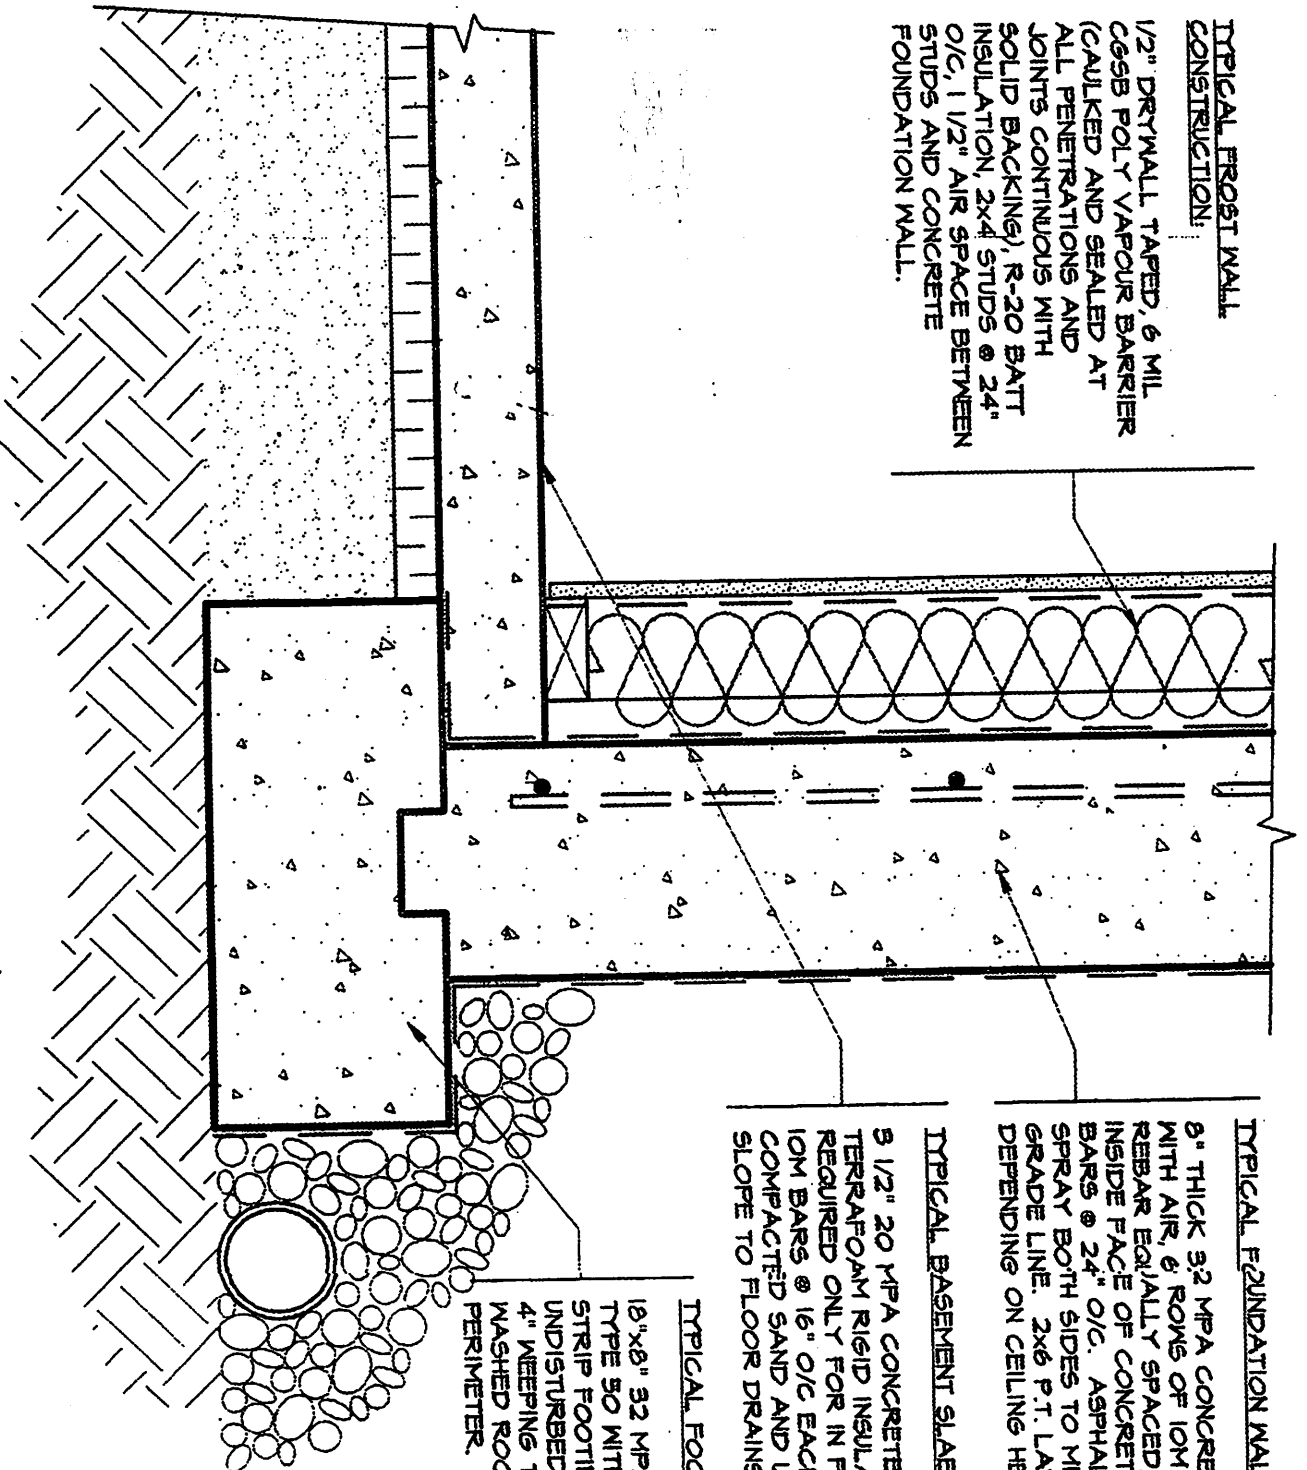 TYPICAL FROST WALL
CONSTRUCTION:
1/2" DRYWALL TAPED, 6 MIL
CGSB POLY VAPOUR BARRIER
(CAULKED AND SEALED AT
ALL PENETRATIONS AND
JOINTS CONTINUOUS WITH
SOLID BACKING), R-20 BATT
INSULATION, 2x4 STUDS @ 24"
O/C, 1 1/2" AIR SPACE BETWEEN
STUDS AND CONCRETE
FOUNDATION WALL.
TYPICAL FOUNDATION WAL
8" THICK 32 MPA CONCRE
WITH AIR, 6 ROWS OF 10M
REBAR EQUALLY SPACED
INSIDE FACE OF CONCRET
BARS @ 24" O/C. ASPHAL
SPRAY BOTH SIDES TO MI
GRADE LINE. 2x6 P.T. LA
DEPENDING ON CEILING HE
TYPICAL BASEMENT SLAB
3 1/2" 20 MPA CONCRETE
TERRAFOAM RIGID INSUL
REQUIRED ONLY FOR IN F
10M BARS @ 16" O/C EAC
COMPACTED SAND AND U
SLOPE TO FLOOR DRAINS
TYPICAL FOO
18"x8" 32 MP
TYPE 50 WIT
STRIP FOOTI
UNDISTURBED
4" WEEPING T
WASHED ROC
PERIMETER.